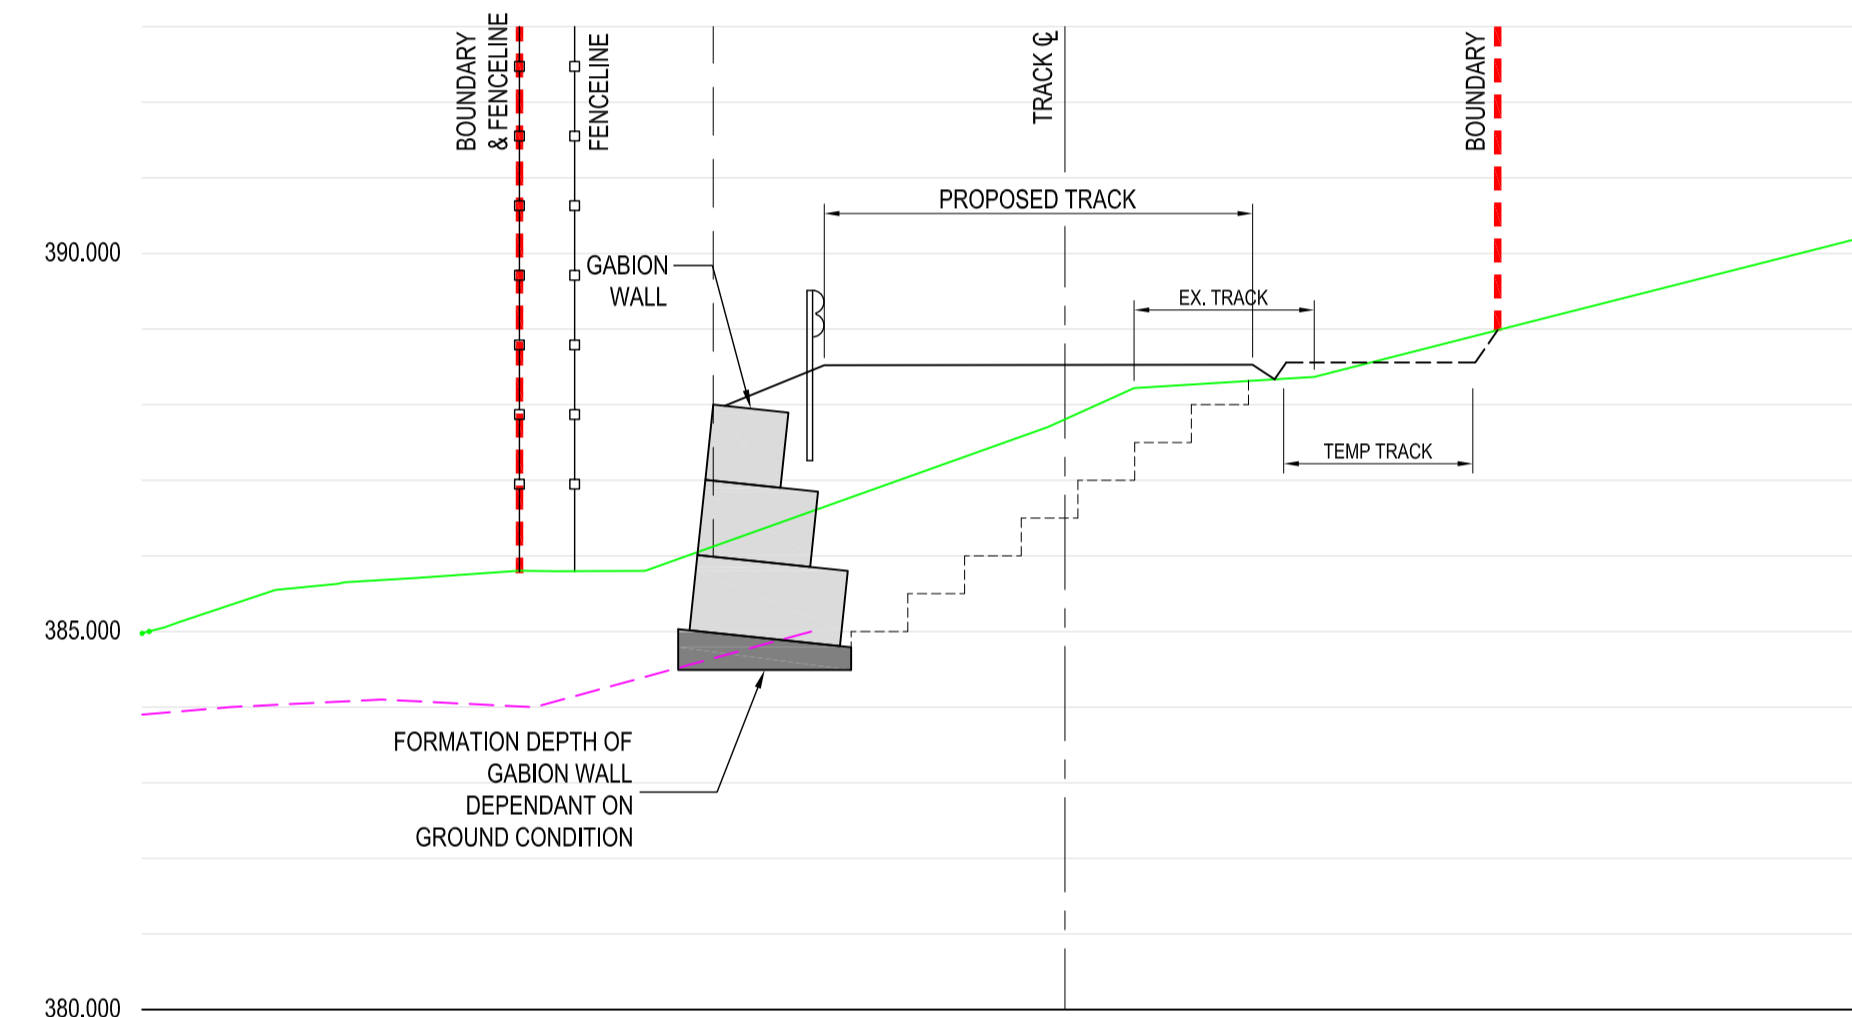 BOUNDARY
& FENCELINE
FENCELINE
TRACK ℄
BOUNDARY
PROPOSED TRACK
390.000
GABION
WALL
EX. TRACK
TEMP TRACK
385.000
FORMATION DEPTH OF
GABION WALL
DEPENDANT ON
GROUND CONDITION
380.000